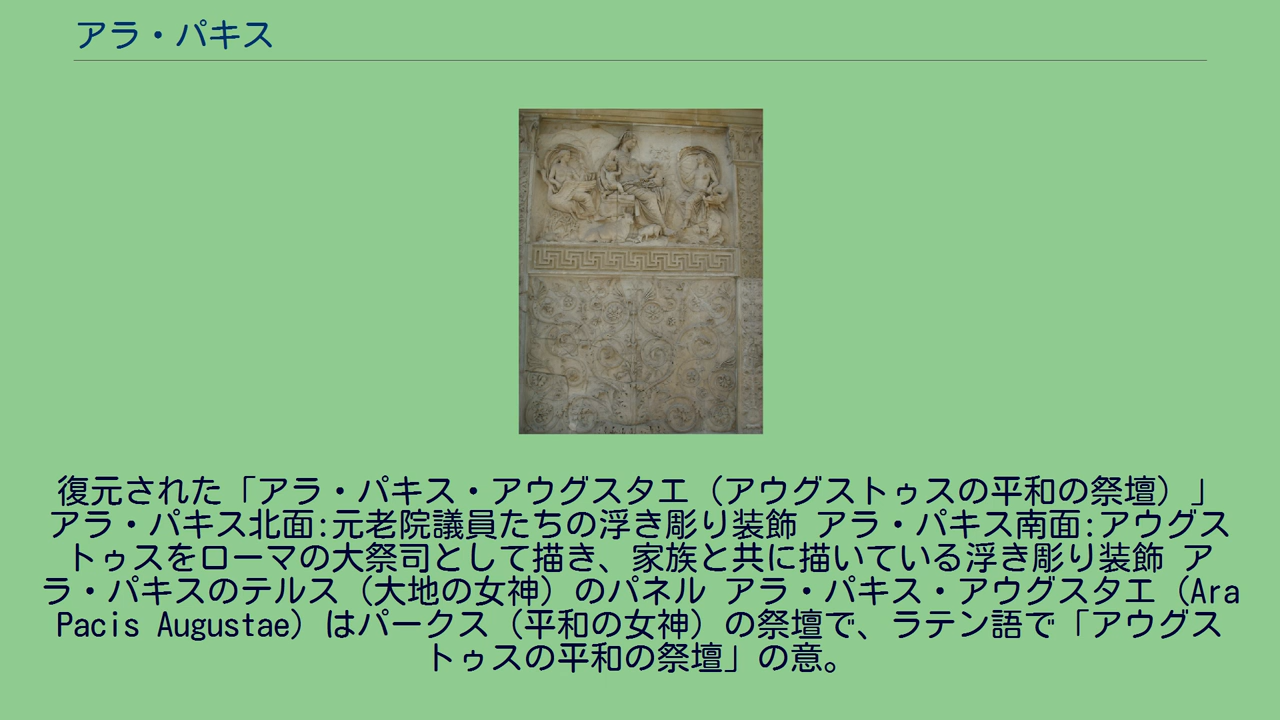 アラ・パキス
復元された「アラ・パキス・アウグスタエ（アウグストゥスの平和の祭壇）」
アラ・パキス北面:元老院議員たちの浮き彫り装飾 アラ・パキス南面:アウグス
トゥスをローマの大祭司として描き、家族と共に描いている浮き彫り装飾 ア
ラ・パキスのテルス（大地の女神）のパネル アラ・パキス・アウグスタエ（Ara
Pacis Augustae）はパークス（平和の女神）の祭壇で、ラテン語で「アウグス
トゥスの平和の祭壇」の意。